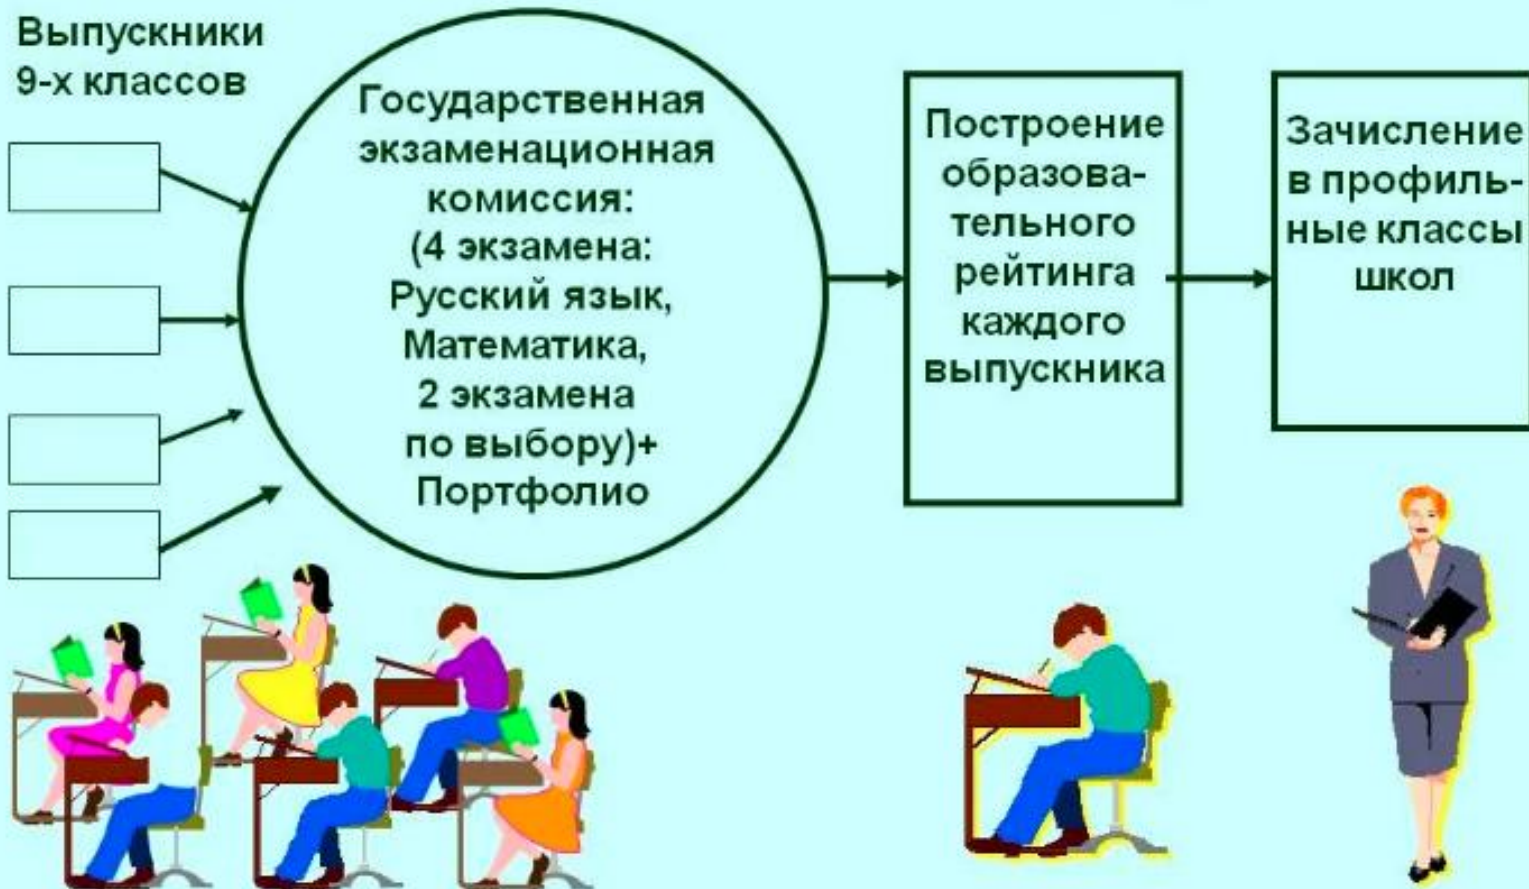 Выпускники
9-х классов
Государственная
экзаменационная
комиссия:
(4 экзамена:
Русский язык,
Математика,
2 экзамена
по выбору)+
Портфолио
Построение
образова-
тельного
рейтинга
каждого
выпускника
Зачисление
в профиль-
ные классы
школ